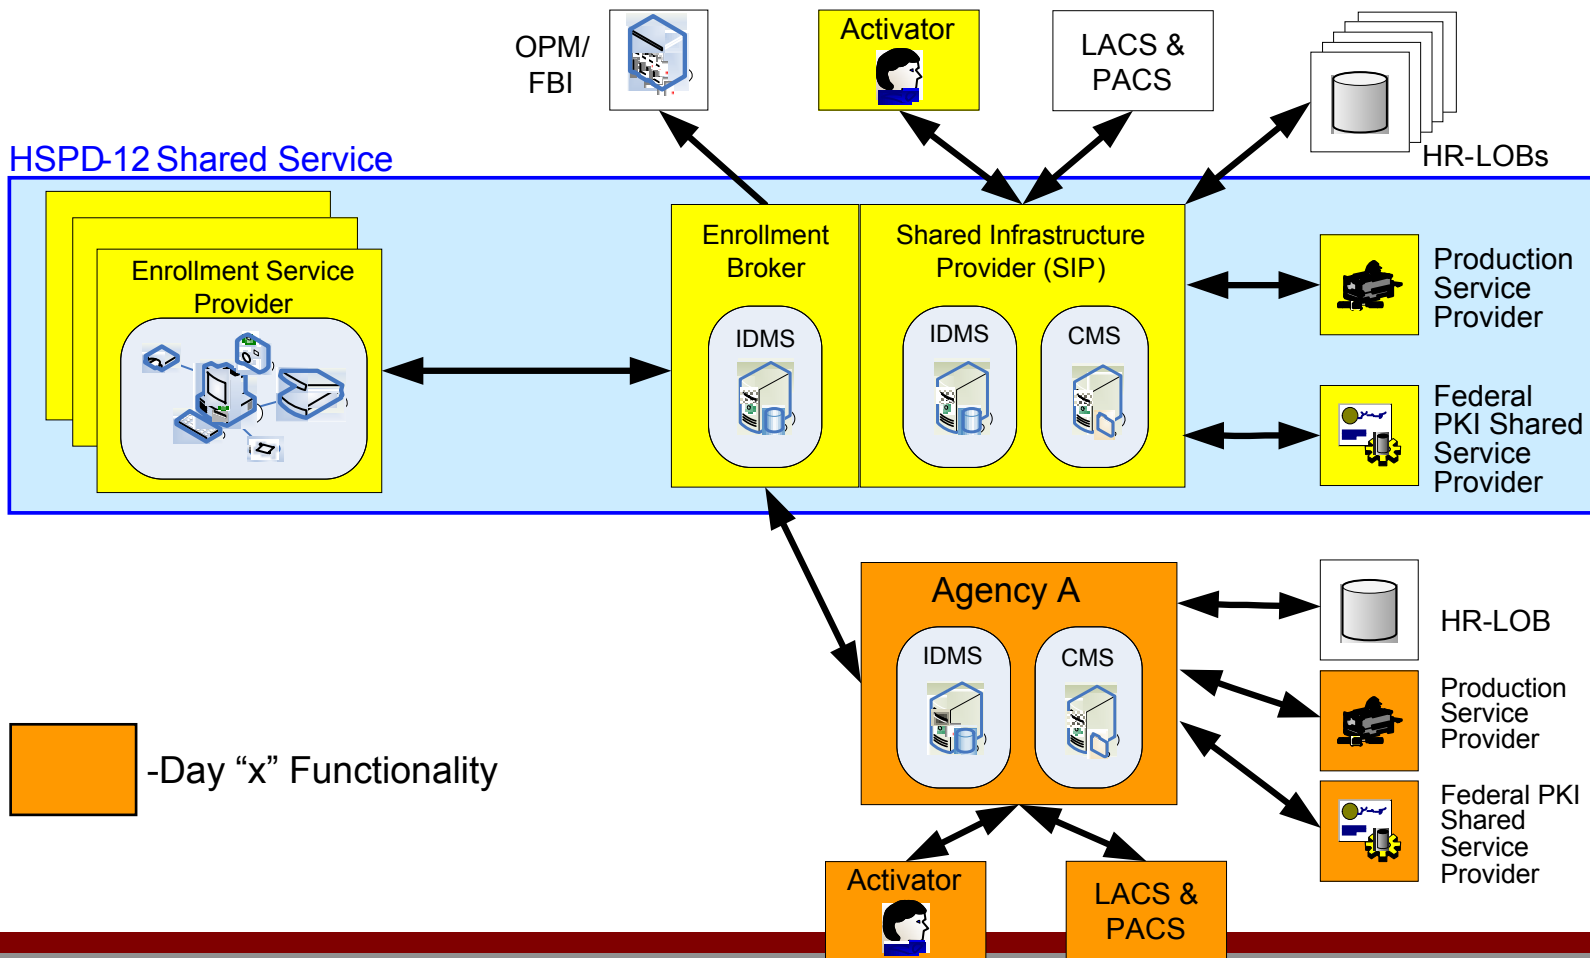 OPM/
FBI
Activator
LACS &
PACS
HR-LOBs
HSPD-12 Shared Service
Enrollment Service
Provider
Enrollment
Broker
IDMS
Shared Infrastructure
Provider (SIP)
IDMS
CMS
Production
Service
Provider
Federal
PKI Shared
Service
Provider
Agency A
IDMS
CMS
HR-LOB
Production
Service
Provider
Federal PKI
Shared
Service
Provider
-Day “x” Functionality
Activator
LACS &
PACS